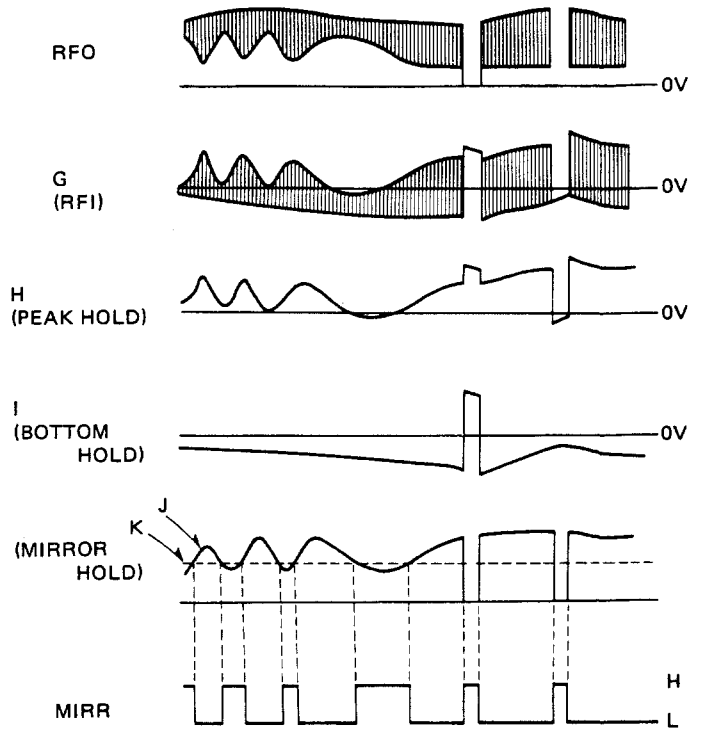 RFO
0V
G
(RFI)
0V
H
(PEAK HOLD)
0V
I
(BOTTOM
HOLD)
0V
J
K
(MIRROR
HOLD)
MIRR
H
L